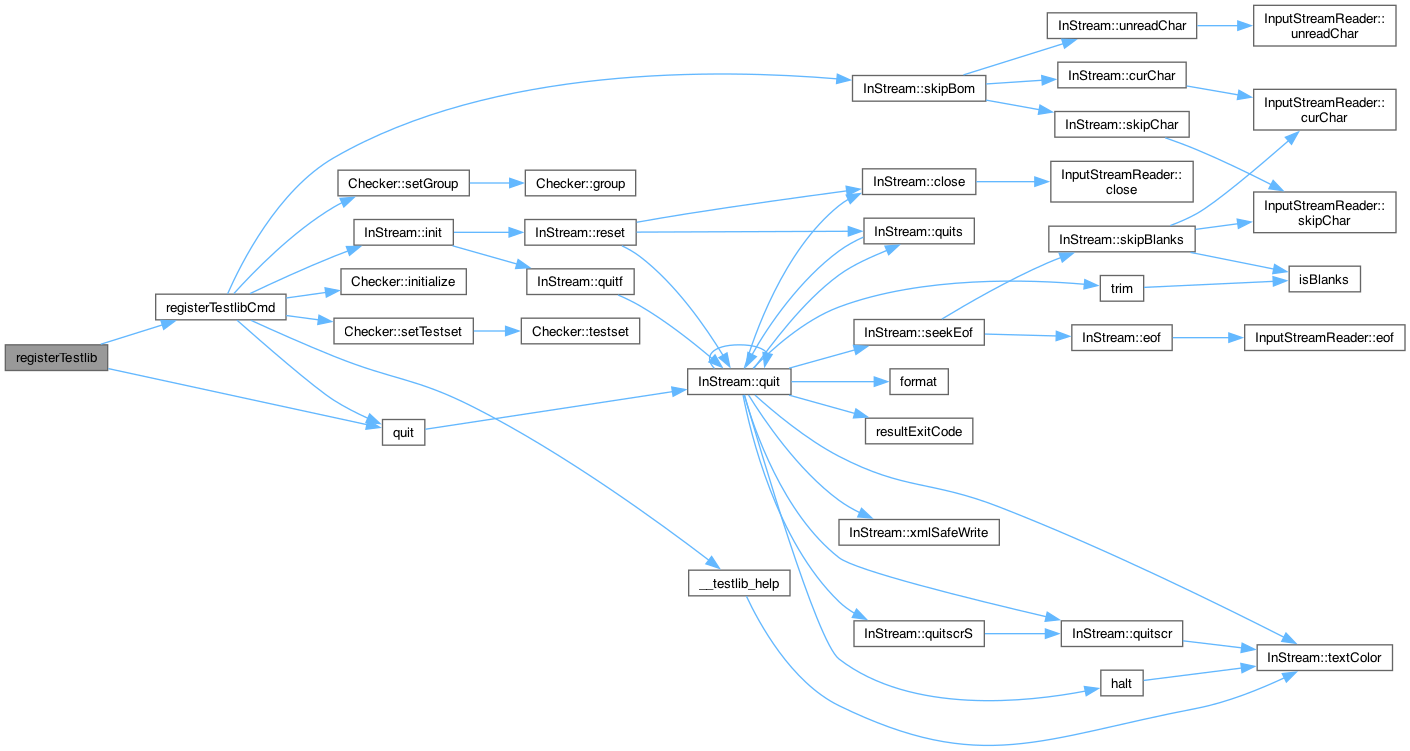 InStream::unreadChar
InputStreamReader::
unreadChar
InStream::skipBom
InStream::curChar
InputStreamReader::
curChar
InStream::skipChar
Checker::setGroup
Checker::group
InStream::close
InputStreamReader::
close
InputStreamReader::
skipChar
InStream::init
InStream::reset
InStream::quits
InStream::skipBlanks
Checker::initialize
InStream::quitf
trim
isBlanks
registerTestlibCmd
Checker::setTestset
Checker::testset
InStream::seekEof
InStream::eof
InputStreamReader::eof
registerTestlib
InStream::quit
format
quit
resultExitCode
InStream::xmlSafeWrite
__testlib_help
InStream::quitscrS
InStream::quitscr
InStream::textColor
halt